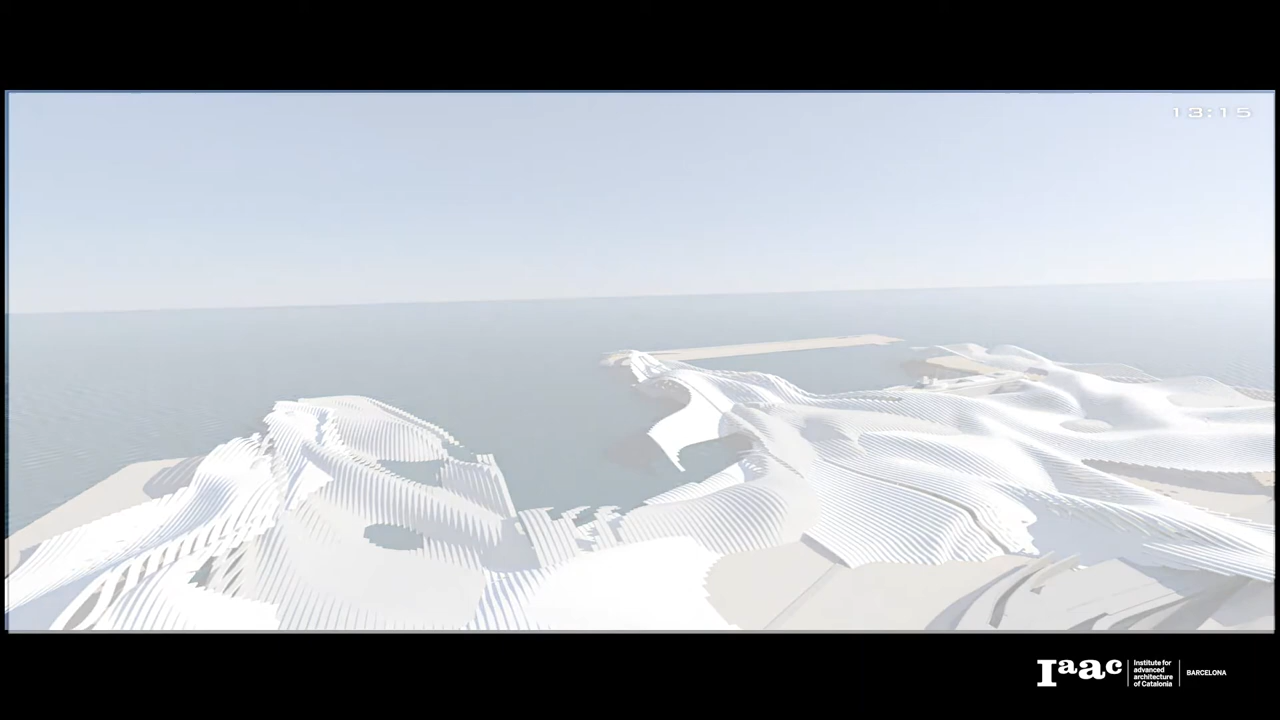 13:15
Iaac
Institute for
advanced
architecture
of Catalonia
BARCELONA